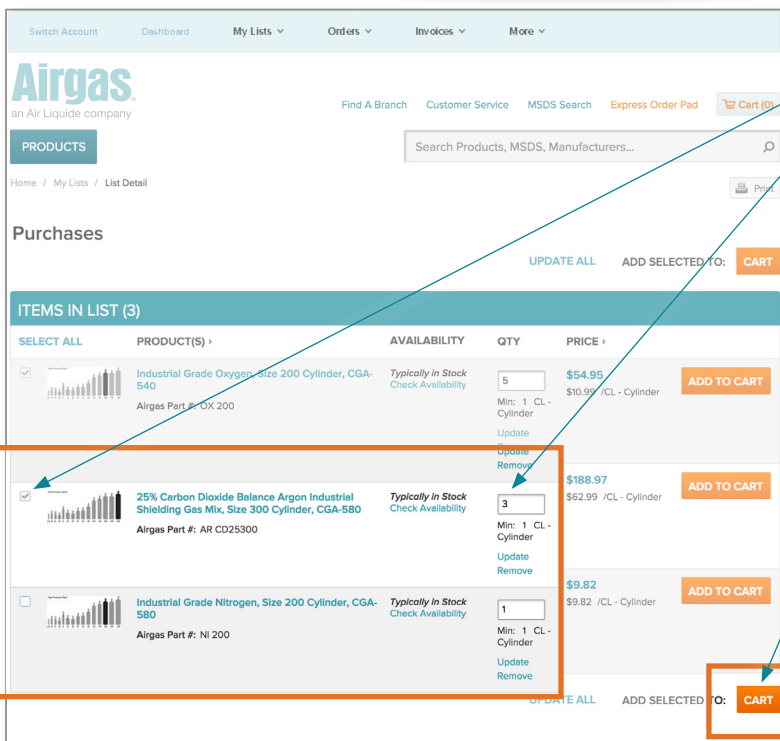 Switch Account Dashboard My Lists Orders Invoices More
Airgas®
an Air Liquide company
Find A Branch Customer Service MSDS Search Express Order Pad Cart (0)
PRODUCTS
Search Products, MSDS, Manufacturers...
Home / My Lists / List Detail
Print
Purchases
UPDATE ALL ADD SELECTED TO: CART
ITEMS IN LIST (3)
SELECT ALL PRODUCT(S) AVAILABILITY QTY PRICE
Industrial Grade Oxygen, Size 200 Cylinder, CGA-
540
Airgas Part #: OX 200
Typically in Stock
Check Availability
5
Min: 1 CL -
Cylinder
Update
Update
Remove
$54.95
$10.99 /CL - Cylinder
ADD TO CART
25% Carbon Dioxide Balance Argon Industrial
Shielding Gas Mix, Size 300 Cylinder, CGA-580
Airgas Part #: AR CD25300
Typically in Stock
Check Availability
3
Min: 1 CL -
Cylinder
Update
Remove
$188.97
$62.99 /CL - Cylinder
ADD TO CART
Industrial Grade Nitrogen, Size 200 Cylinder, CGA-
580
Airgas Part #: NI 200
Typically in Stock
Check Availability
1
Min: 1 CL -
Cylinder
Update
Remove
$9.82
$9.82 /CL - Cylinder
ADD TO CART
UPDATE ALL ADD SELECTED TO: CART